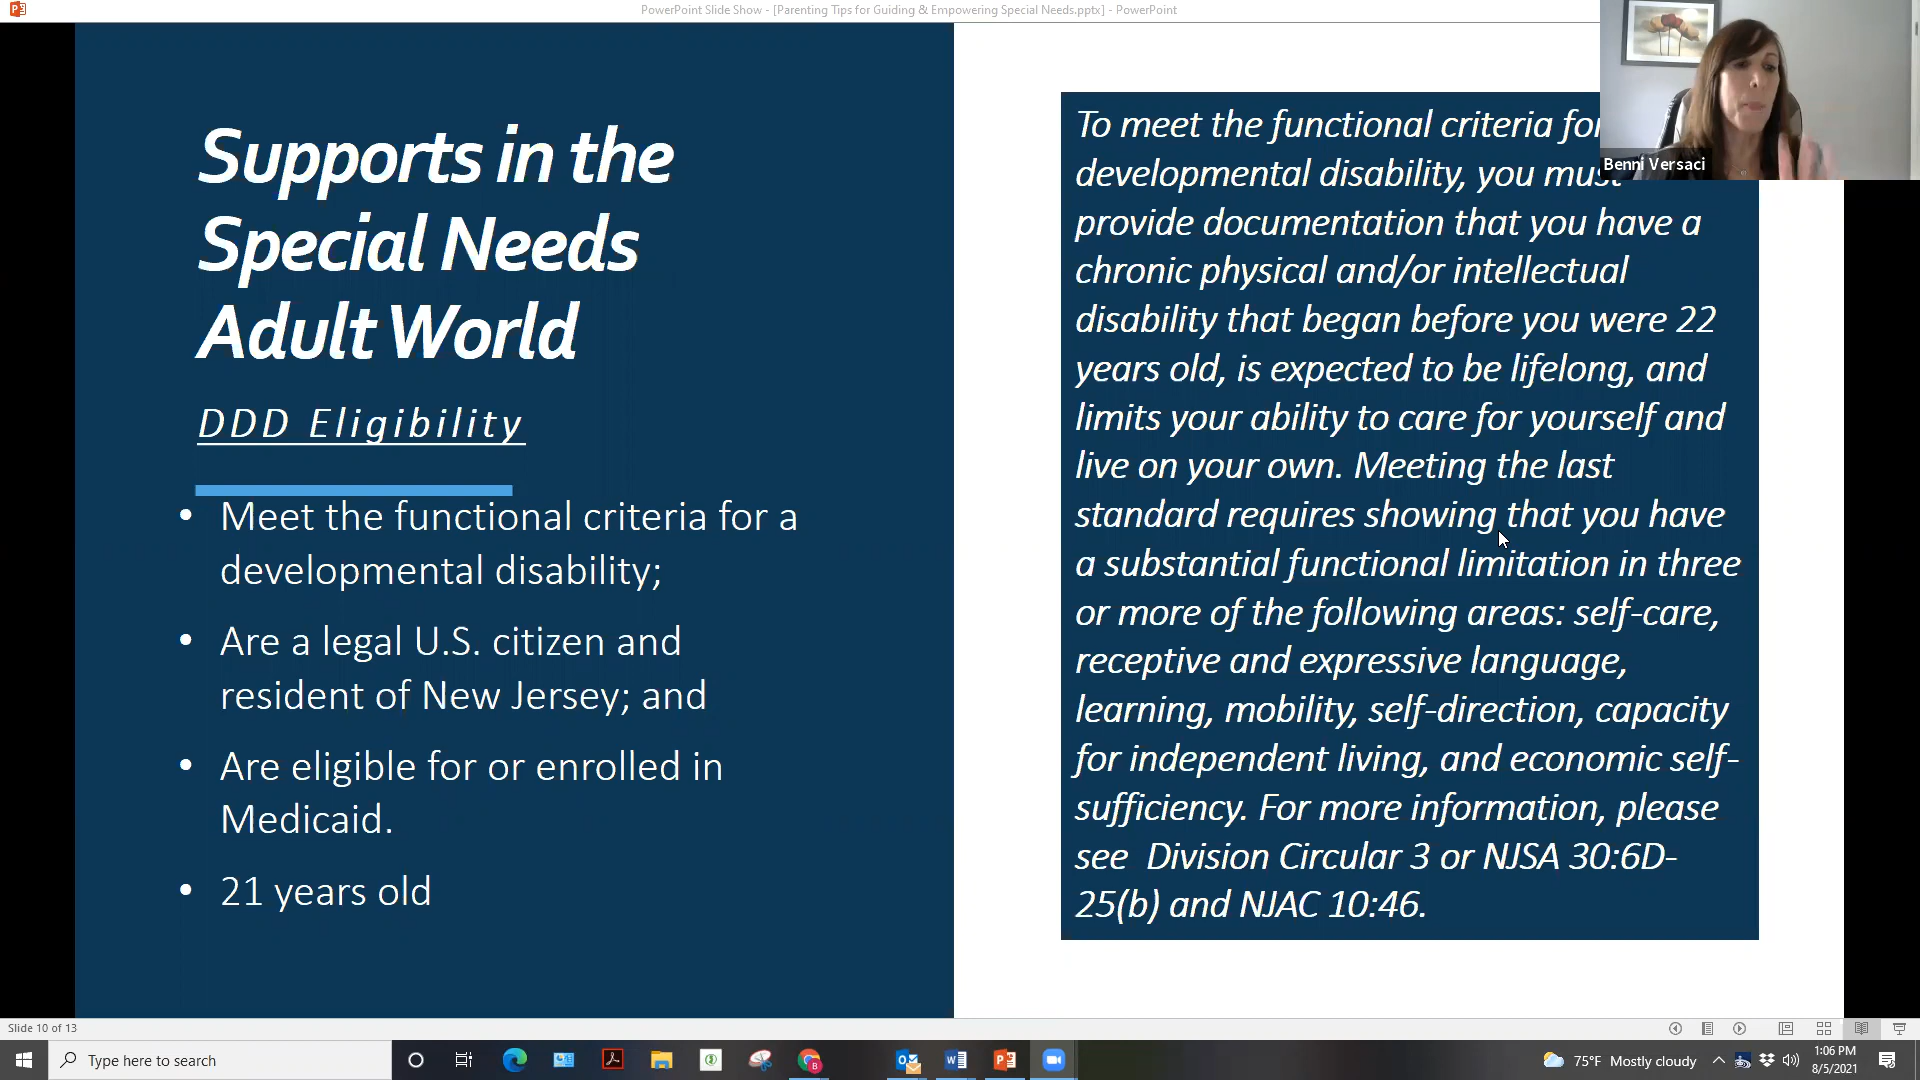 PowerPoint Slide Show - [Parenting Tips for Guiding & Empowering Special Needs.pptx] - PowerPoint
Supports in the
Special Needs
Adult World
DDD Eligibility
• Meet the functional criteria for a
developmental disability;
• Are a legal U.S. citizen and
resident of New Jersey; and
• Are eligible for or enrolled in
Medicaid.
• 21 years old
To meet the functional criteria for
developmental disability, you must
provide documentation that you have a
chronic physical and/or intellectual
disability that began before you were 22
years old, is expected to be lifelong, and
limits your ability to care for yourself and
live on your own. Meeting the last
standard requires showing that you have
a substantial functional limitation in three
or more of the following areas: self-care,
receptive and expressive language,
learning, mobility, self-direction, capacity
for independent living, and economic self-
sufficiency. For more information, please
see Division Circular 3 or NJSA 30:6D-
25(b) and NJAC 10:46.
Benni Versaci
Slide 10 of 13
Type here to search
75°F Mostly cloudy
1:06 PM
8/5/2021